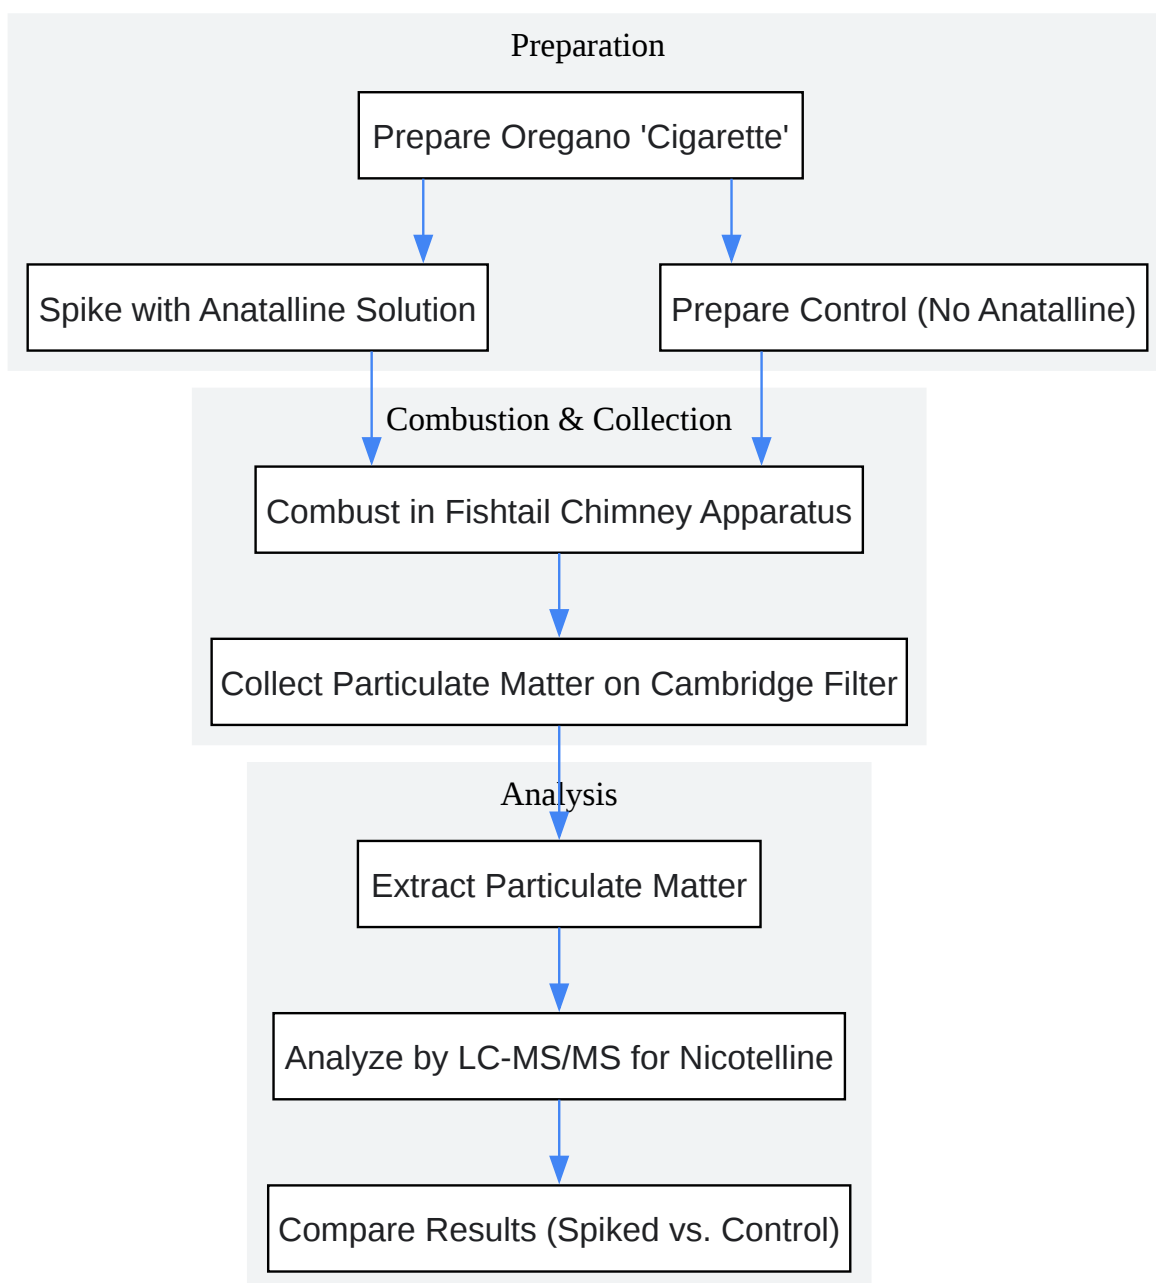 Preparation
Prepare Oregano 'Cigarette'
Spike with Anatalline Solution
Prepare Control (No Anatalline)
Combustion & Collection
Combust in Fishtail Chimney Apparatus
Collect Particulate Matter on Cambridge Filter
Analysis
Extract Particulate Matter
Analyze by LC-MS/MS for Nicotelline
Compare Results (Spiked vs. Control)